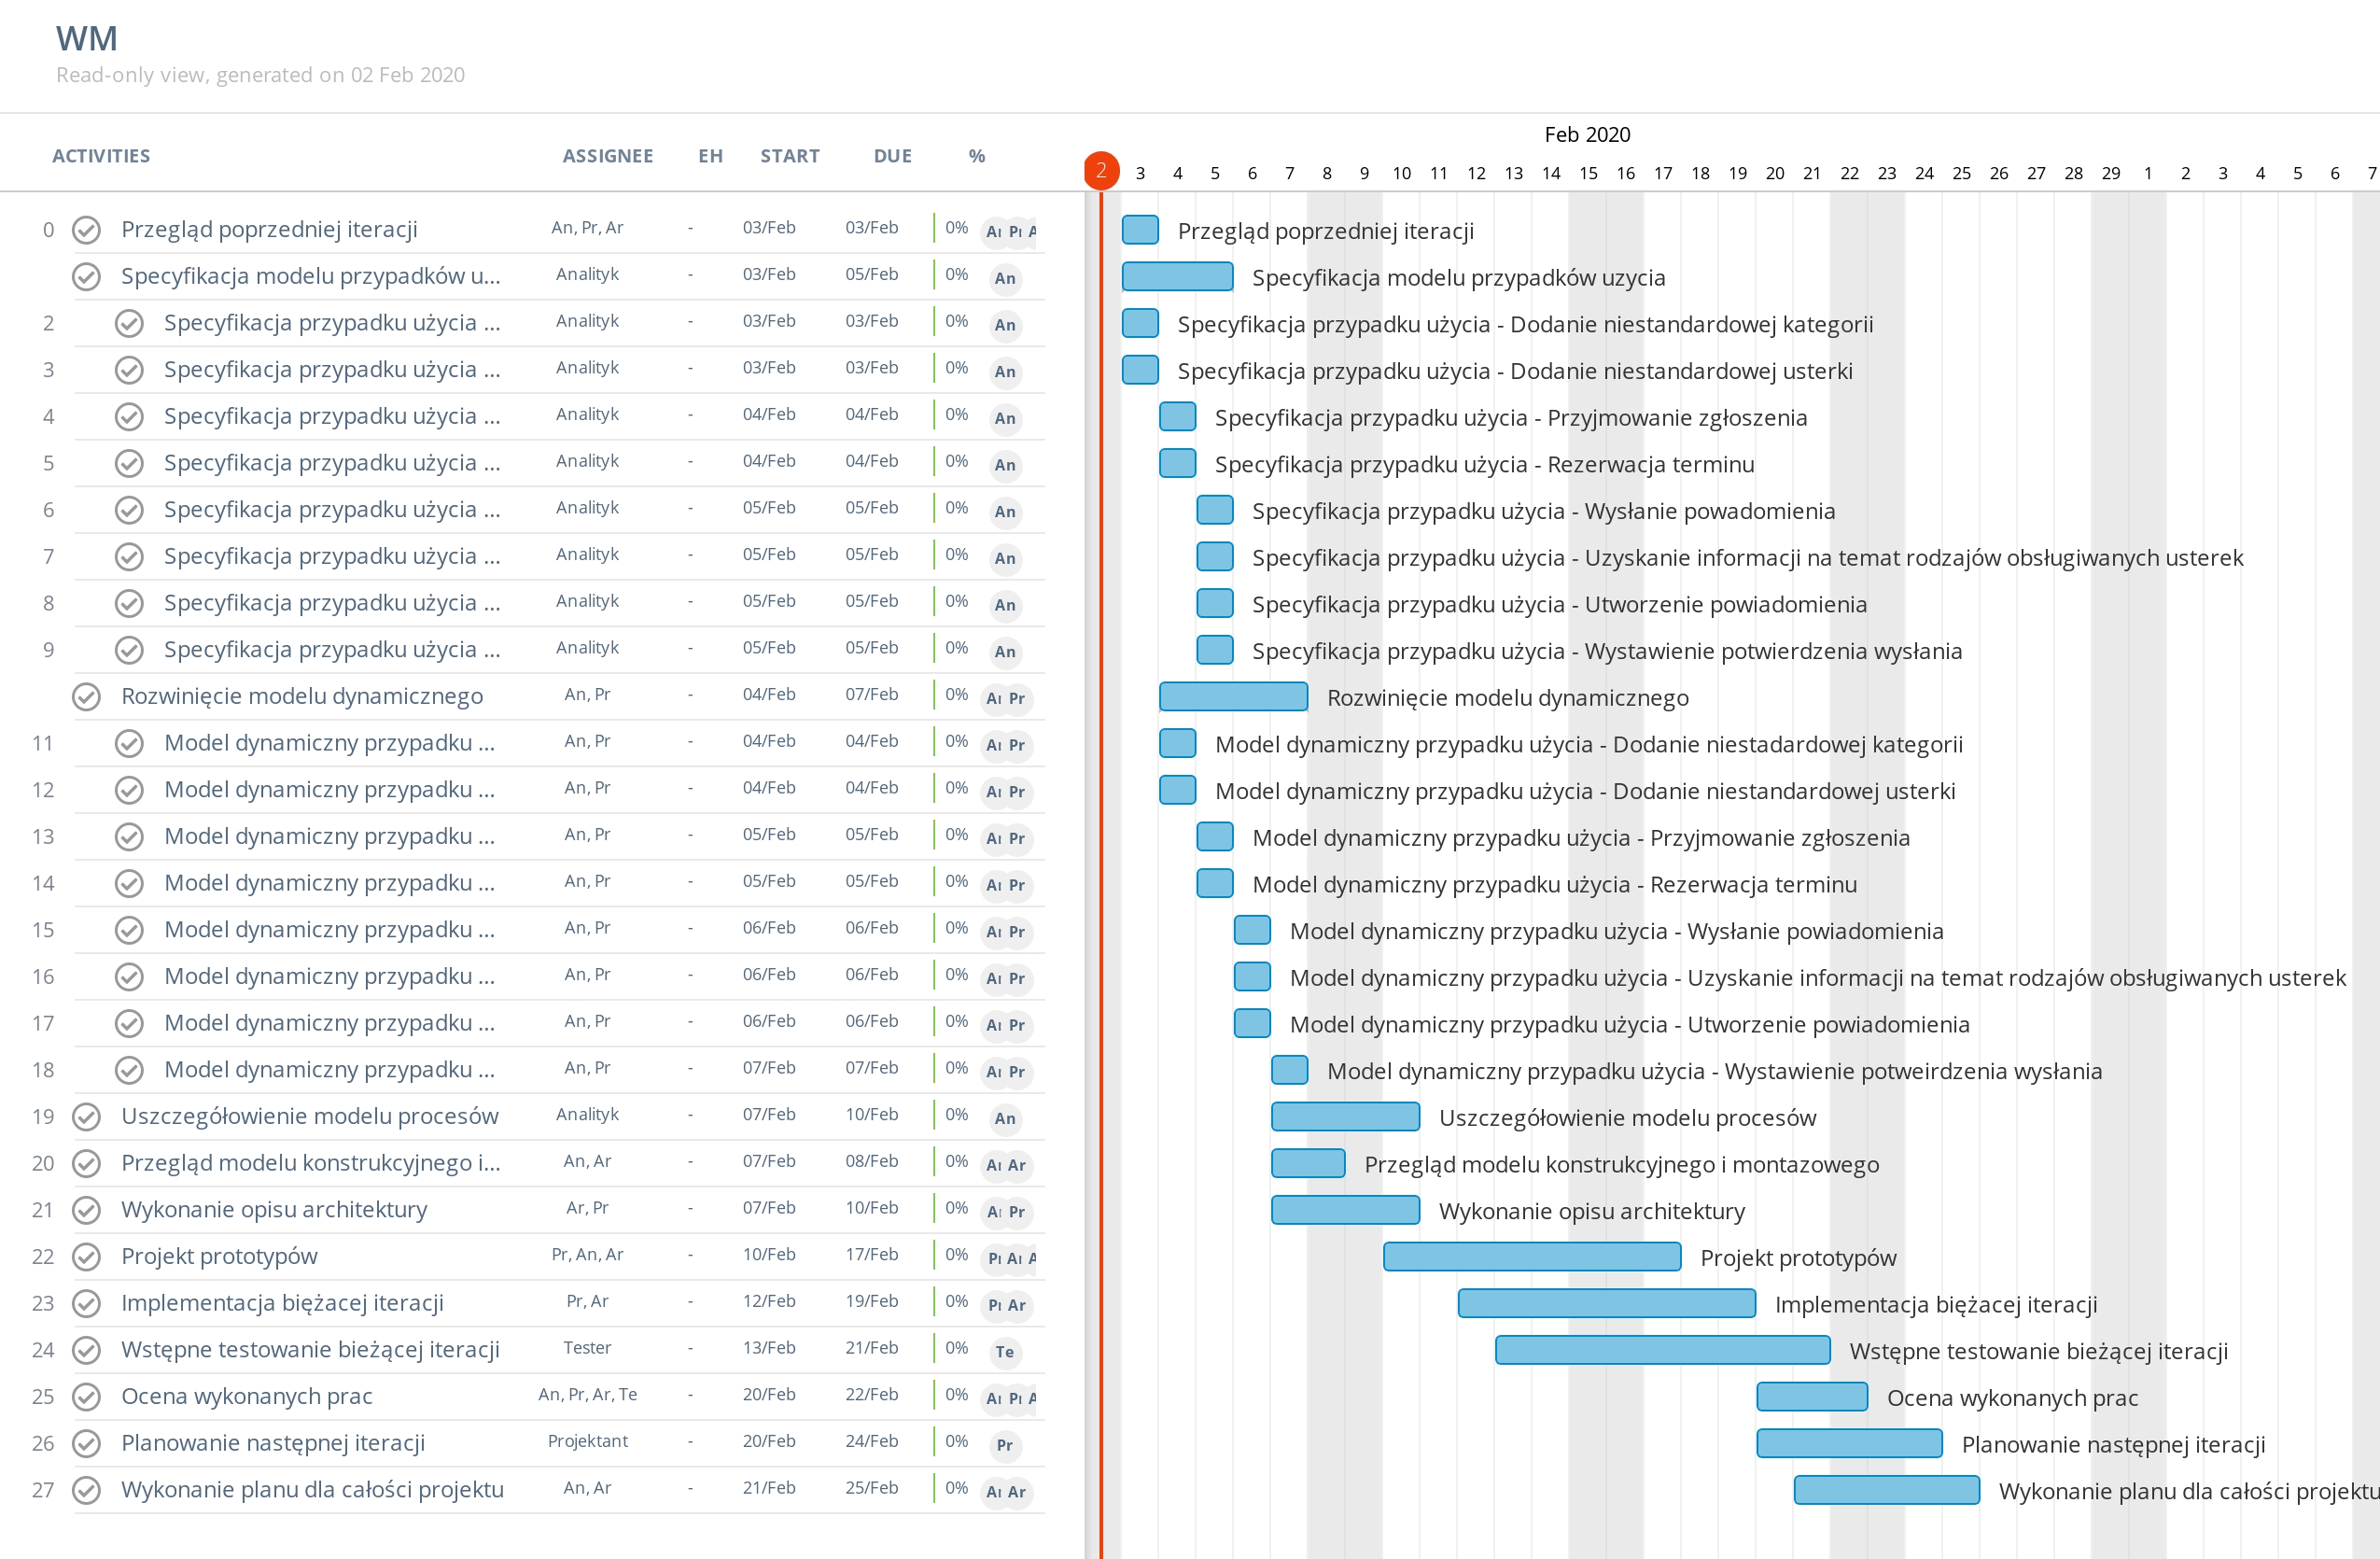 WM
Read-only view, generated on 02 Feb 2020
Feb 2020
ACTIVITIES ASSIGNEE EH START DUE % 2 3 4 5 6 7 8 9 10 11 12 13 14 15 16 17 18 19 20 21 22 23 24 25 26 27 28 29 1 2 3 4 5 6 7
0 Przegląd poprzedniej iteracji An, Pr, Ar - 03/Feb 03/Feb 0% Przegląd poprzedniej iteracji
Specyfikacja modelu przypadków u... Analityk - 03/Feb 05/Feb 0% An Specyfikacja modelu przypadków uzycia
2 Specyfikacja przypadku użycia ... Analityk - 03/Feb 03/Feb 0% An Specyfikacja przypadku użycia - Dodanie niestandardowej kategorii
3 Specyfikacja przypadku użycia ... Analityk - 03/Feb 03/Feb 0% An Specyfikacja przypadku użycia - Dodanie niestandardowej usterki
4 Specyfikacja przypadku użycia ... Analityk - 04/Feb 04/Feb 0% An Specyfikacja przypadku użycia - Przyjmowanie zgłoszenia
5 Specyfikacja przypadku użycia ... Analityk - 04/Feb 04/Feb 0% An Specyfikacja przypadku użycia - Rezerwacja terminu
6 Specyfikacja przypadku użycia ... Analityk - 05/Feb 05/Feb 0% An Specyfikacja przypadku użycia - Wysłanie powadomienia
7 Specyfikacja przypadku użycia ... Analityk - 05/Feb 05/Feb 0% An Specyfikacja przypadku użycia - Uzyskanie informacji na temat rodzajów obsługiwanych usterek
8 Specyfikacja przypadku użycia ... Analityk - 05/Feb 05/Feb 0% An Specyfikacja przypadku użycia - Utworzenie powiadomienia
9 Specyfikacja przypadku użycia ... Analityk - 05/Feb 05/Feb 0% An Specyfikacja przypadku użycia - Wystawienie potwierdzenia wysłania
Rozwinięcie modelu dynamicznego An, Pr - 04/Feb 07/Feb 0% Pr Rozwinięcie modelu dynamicznego
11 Model dynamiczny przypadku ... An, Pr - 04/Feb 04/Feb 0% Pr Model dynamiczny przypadku użycia - Dodanie niestadardowej kategorii
12 Model dynamiczny przypadku ... An, Pr - 04/Feb 04/Feb 0% Pr Model dynamiczny przypadku użycia - Dodanie niestandardowej usterki
13 Model dynamiczny przypadku ... An, Pr - 05/Feb 05/Feb 0% Pr Model dynamiczny przypadku użycia - Przyjmowanie zgłoszenia
14 Model dynamiczny przypadku ... An, Pr - 05/Feb 05/Feb 0% Pr Model dynamiczny przypadku użycia - Rezerwacja terminu
15 Model dynamiczny przypadku ... An, Pr - 06/Feb 06/Feb 0% Pr Model dynamiczny przypadku użycia - Wysłanie powiadomienia
16 Model dynamiczny przypadku ... An, Pr - 06/Feb 06/Feb 0% Pr Model dynamiczny przypadku użycia - Uzyskanie informacji na temat rodzajów obsługiwanych usterek
17 Model dynamiczny przypadku ... An, Pr - 06/Feb 06/Feb 0% Pr Model dynamiczny przypadku użycia - Utworzenie powiadomienia
18 Model dynamiczny przypadku ... An, Pr - 07/Feb 07/Feb 0% Pr Model dynamiczny przypadku użycia - Wystawienie potweirdzenia wysłania
19 Uszczegółowienie modelu procesów Analityk - 07/Feb 10/Feb 0% An Uszczegółowienie modelu procesów
20 Przegląd modelu konstrukcyjnego i... An, Ar - 07/Feb 08/Feb 0% Ar Przegląd modelu konstrukcyjnego i montazowego
21 Wykonanie opisu architektury Ar, Pr - 07/Feb 10/Feb 0% Pr Wykonanie opisu architektury
22 Projekt prototypów Pr, An, Ar - 10/Feb 17/Feb 0% Projekt prototypów
23 Implementacja biężacej iteracji Pr, Ar - 12/Feb 19/Feb 0% Ar Implementacja biężacej iteracji
24 Wstępne testowanie bieżącej iteracji Tester - 13/Feb 21/Feb 0% Te Wstępne testowanie bieżącej iteracji
25 Ocena wykonanych prac An, Pr, Ar, Te - 20/Feb 22/Feb 0% Ocena wykonanych prac
26 Planowanie następnej iteracji Projektant - 20/Feb 24/Feb 0% Pr Planowanie następnej iteracji
27 Wykonanie planu dla całości projektu An, Ar - 21/Feb 25/Feb 0% Ar Wykonanie planu dla całości projektu